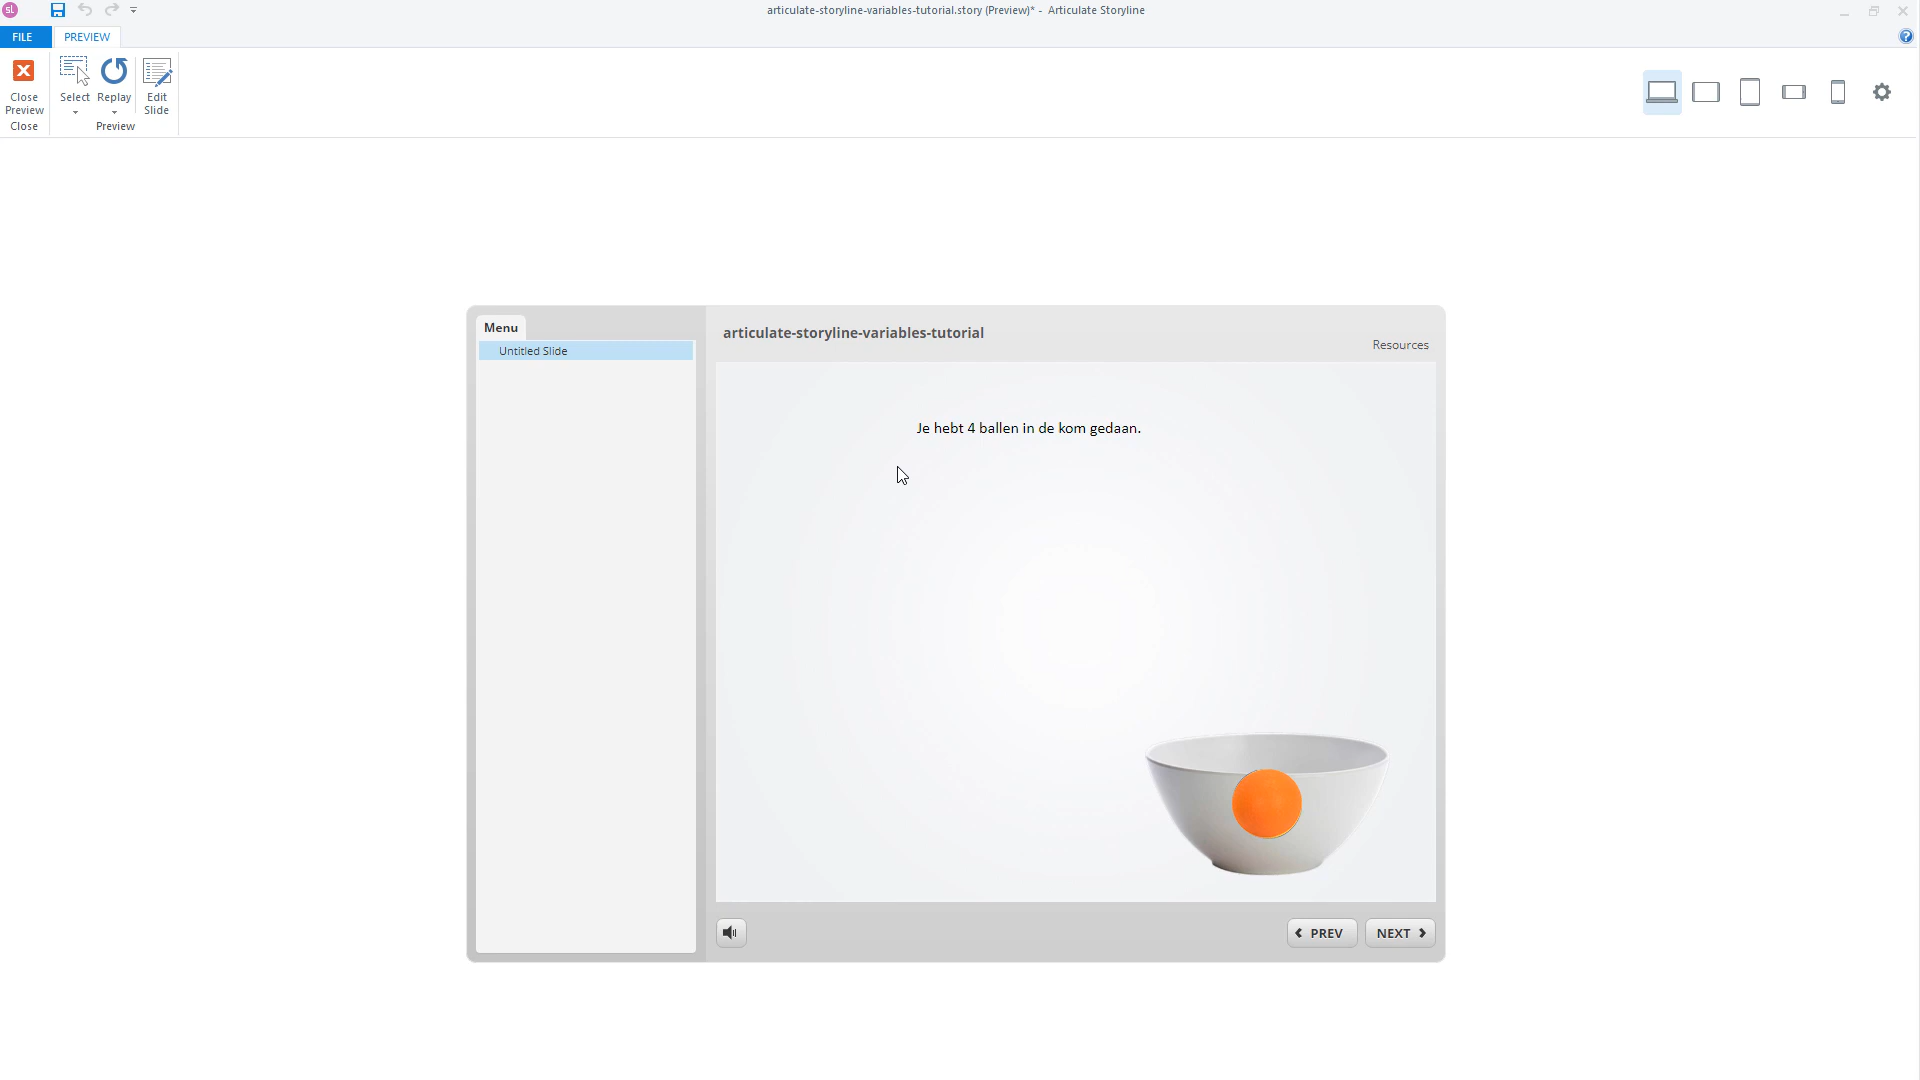 SL
articulate-storyline-variables-tutorial.story (Preview)* - Articulate Storyline
FILE
PREVIEW
?
Close Preview
Select
Replay
Edit Slide
Close
Preview
Menu
Untitled Slide
articulate-storyline-variables-tutorial
Resources
Je hebt 4 ballen in de kom gedaan.
PREV
NEXT